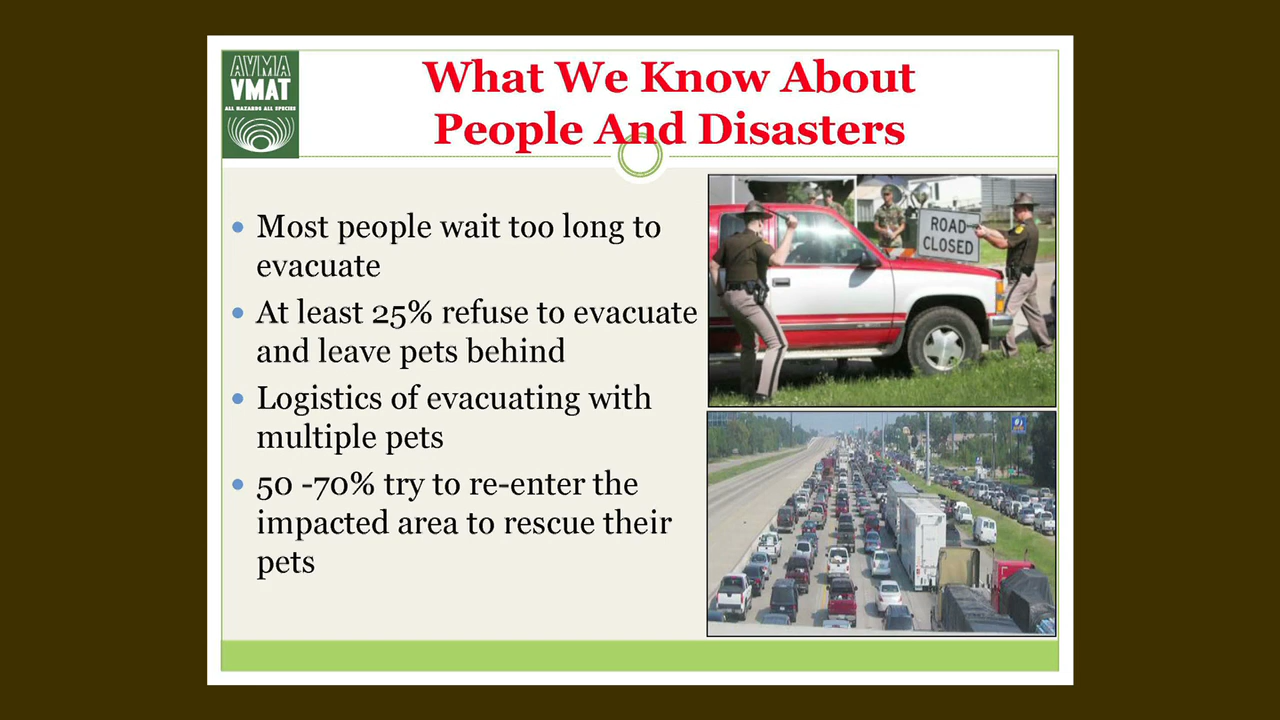 AVMA
VMAT
ALL HAZARDS ALL SPECIES
What We Know About
People And Disasters
• Most people wait too long to
evacuate
• At least 25% refuse to evacuate
and leave pets behind
• Logistics of evacuating with
multiple pets
• 50 -70% try to re-enter the
impacted area to rescue their
pets
ROAD
CLOSED